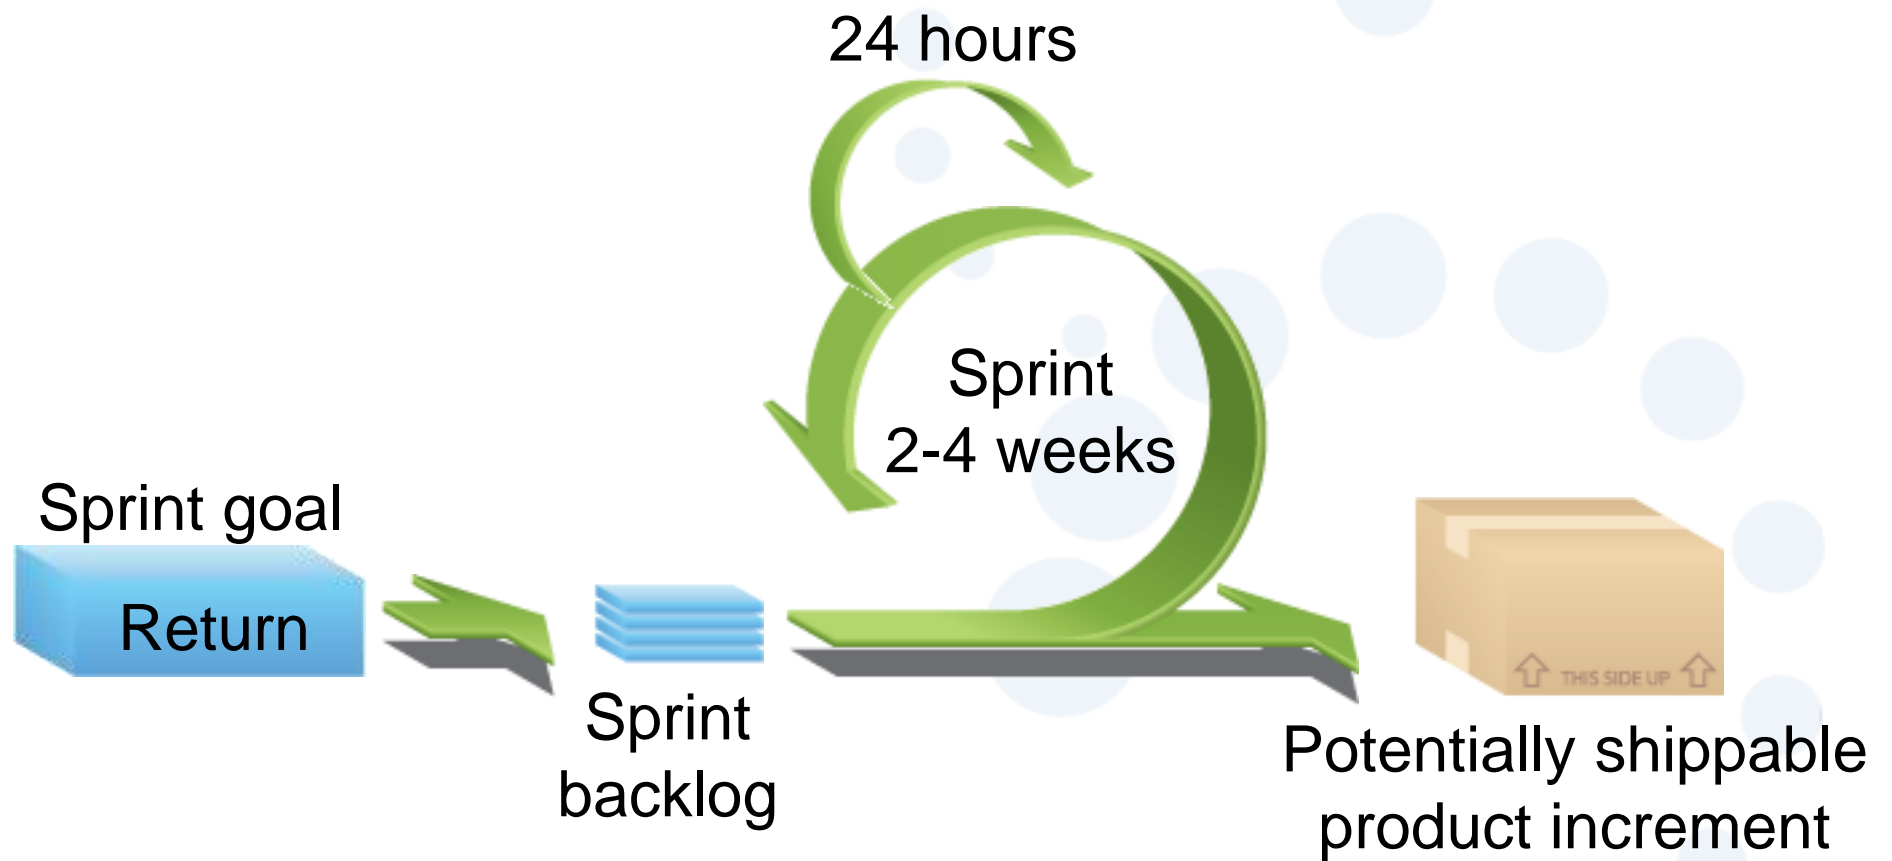 24 hours
Sprint
2-4 weeks
Sprint goal
Return
Sprint
backlog
THIS SIDE UP
Potentially shippable
product increment